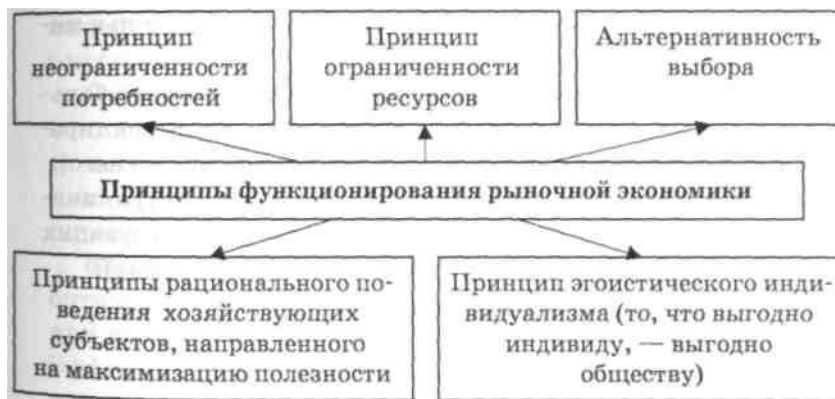 Принцип
неограниченности
потребностей
Принцип
ограниченности
ресурсов
Альтернативность
выбора
Принципы функционирования рыночной экономики
Принципы рационального по-
ведения хозяйствующих
субъектов, направленного
на максимизацию полезности
Принцип эгоистического инди-
видуализма (то, что выгодно
индивиду, — выгодно
обществу)